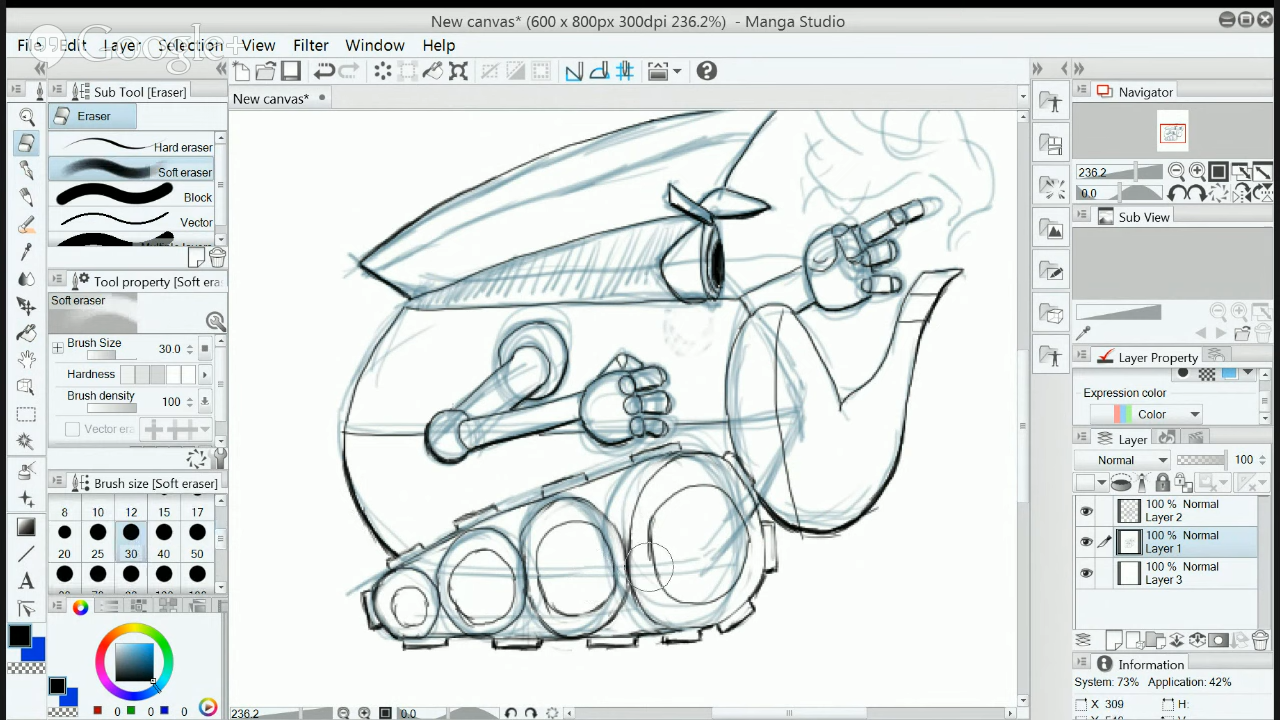 New canvas* (600 x 800px 300dpi 236.2%) - Manga Studio
File Edit Layer Selection View Filter Window Help
Google+
Sub Tool [Eraser]
Eraser
Hard eraser
Soft eraser
Block
Vector
Tool property [Soft era
Soft eraser
Brush Size 30.0
Hardness
Brush density 100
Vector era
Brush size [Soft eraser]
8 10 12 15 17
20 25 30 40 50
0 0 0
New canvas*
236.2 0.0
Navigator
236.2
0.0
Sub View
Layer Property
Expression color
Color
Layer
Normal 100
100 % Normal
Layer 2
100 % Normal
Layer 1
100 % Normal
Layer 3
Information
System: 73% Application: 42%
X 309 H: